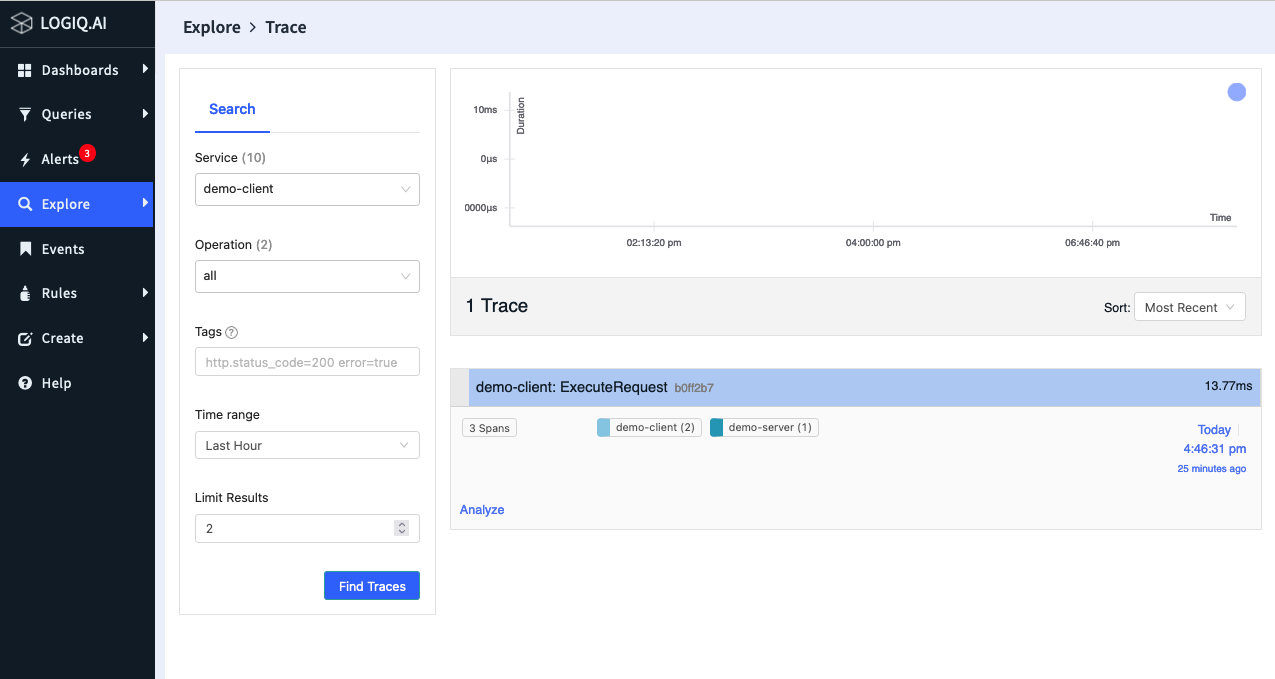 LOGIQ.AI
Dashboards
Queries
Alerts 3
Explore
Events
Rules
Create
Help
Explore > Trace
Search
Service (10)
demo-client
Operation (2)
all
Tags ?
http.status_code=200 error=true
Time range
Last Hour
Limit Results
2
Find Traces
Duration
10ms
0μs
0000μs
Time
02:13:20 pm
04:00:00 pm
06:46:40 pm
1 Trace
Sort: Most Recent
demo-client: ExecuteRequest b0ff2b7 13.77ms
3 Spans demo-client (2) demo-server (1) Today
4:46:31 pm
25 minutes ago
Analyze